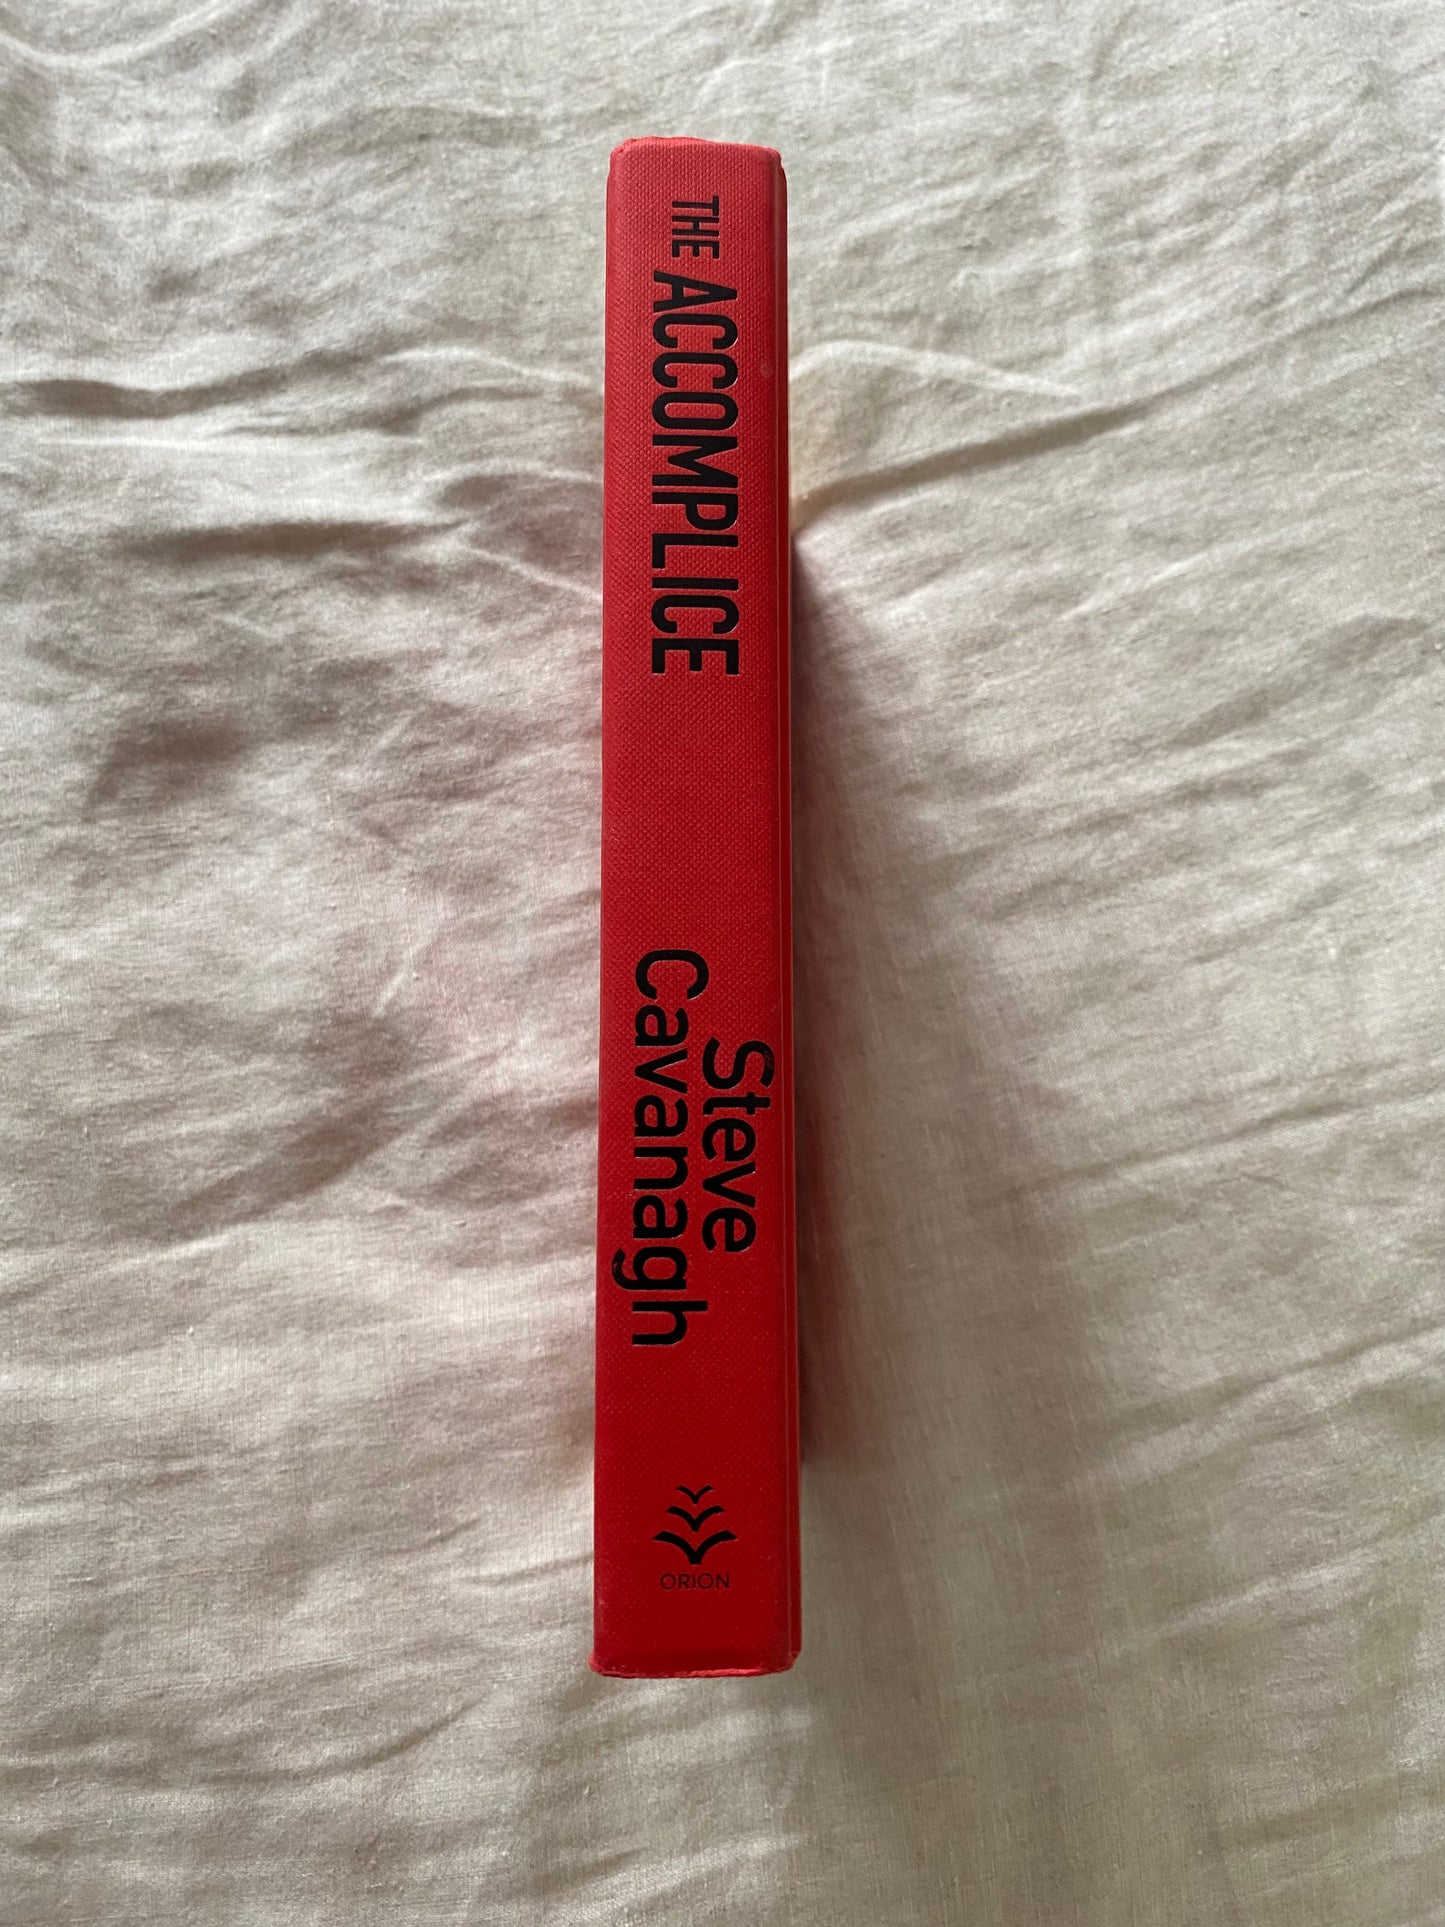 THE ACCOMPLICE
Steve
Cavanagh
ORION